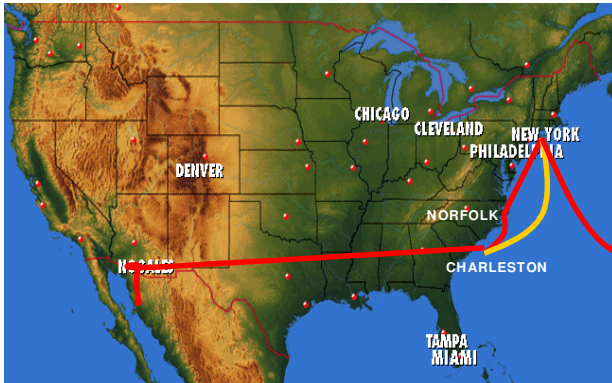 CHICAGO
CLEVELAND
NEW YORK
PHILADELPHIA
DENVER
NORFOLK
NOGALES
CHARLESTON
TAMPA
MIAMI